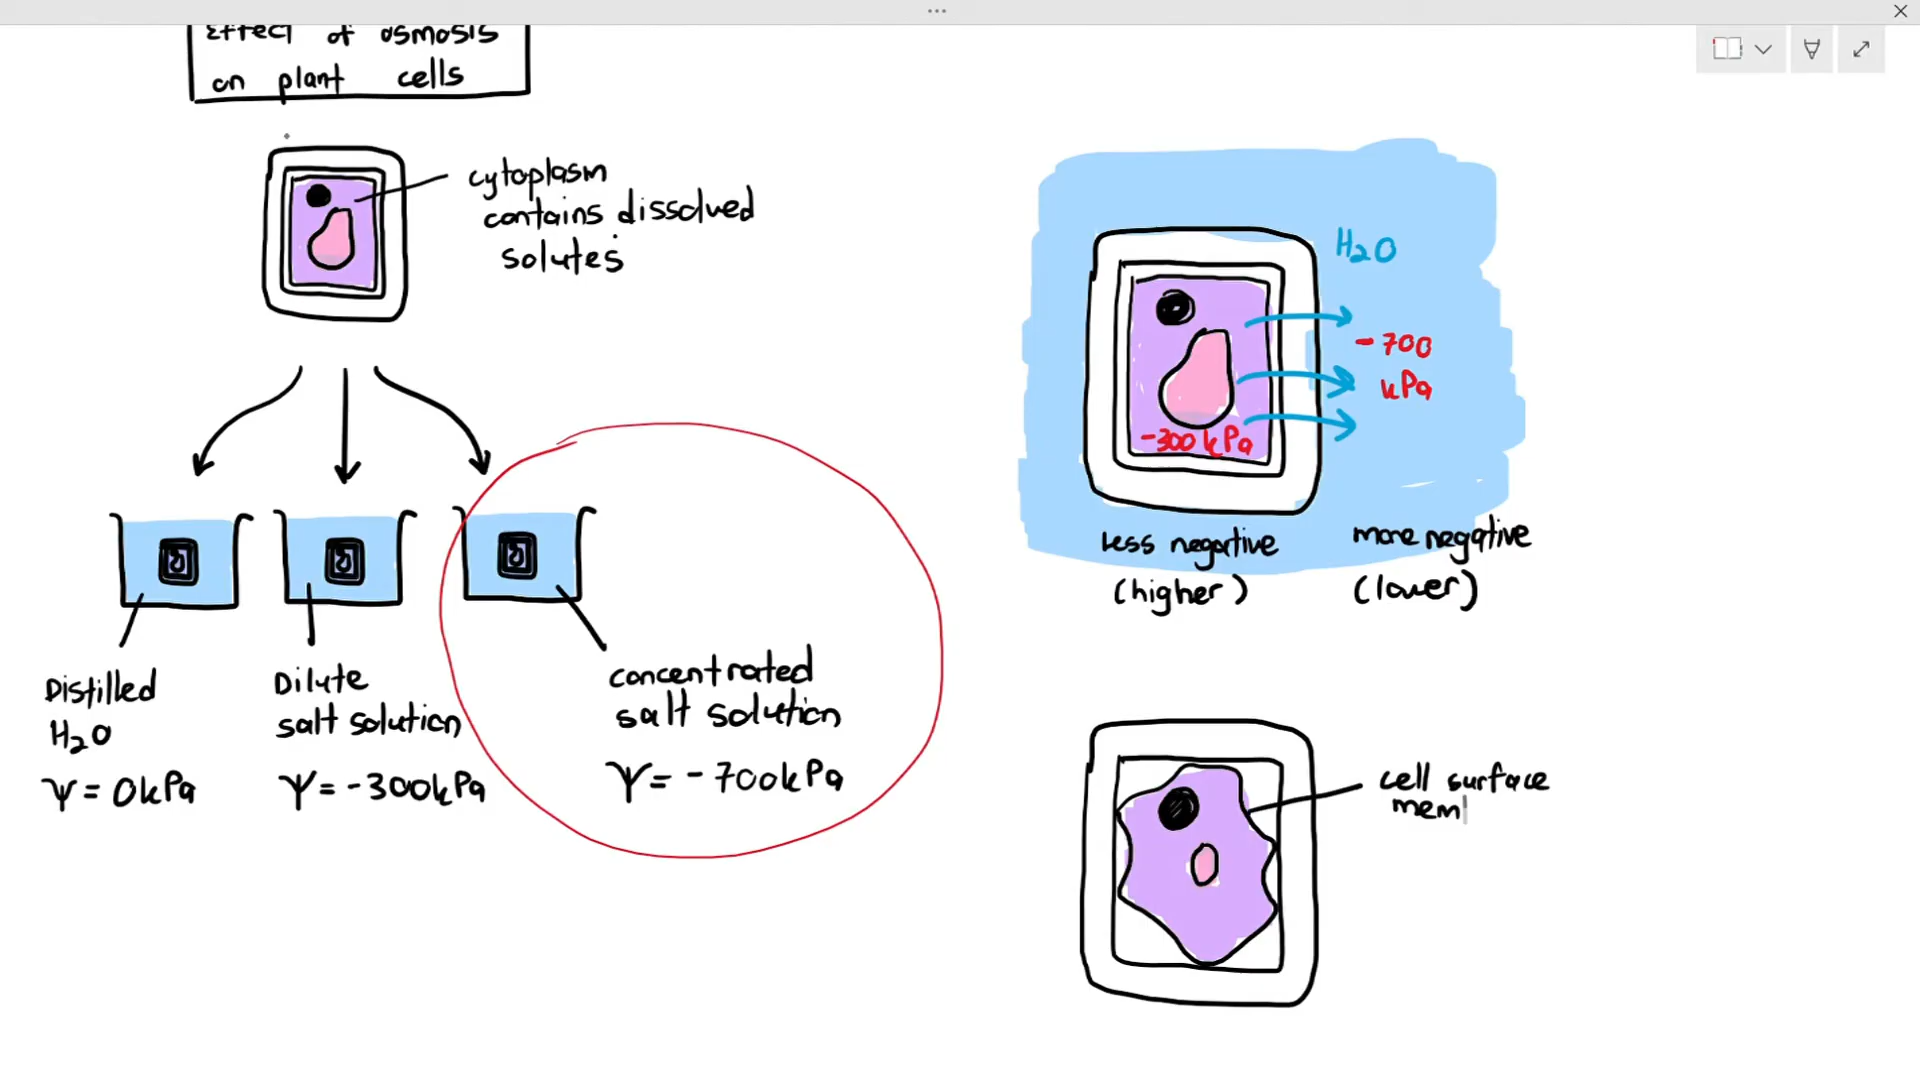 Effect of osmosis
on plant cells
cytoplasm
contains dissolved
solutes
Distilled
H2O
Ψ = 0kPa
Dilute
salt solution
Ψ = -300kPa
concentrated
salt solution
Ψ = -700kPa
H2O
-700
kPa
-300 kPa
less negative
(higher)
more negative
(lower)
cell surface
mem